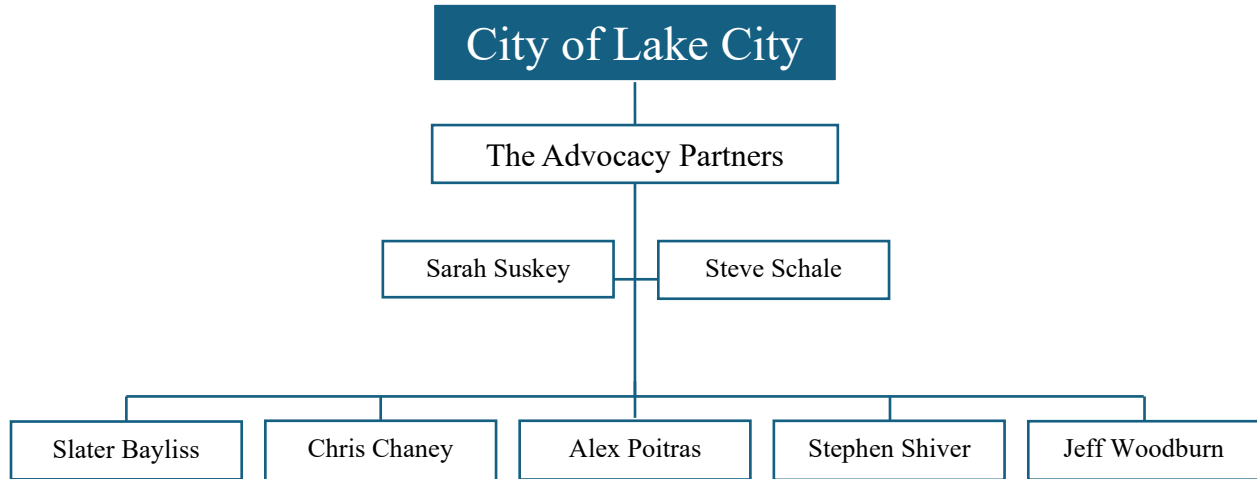 City of Lake City
The Advocacy Partners
Sarah Suskey
Steve Schale
Slater Bayliss
Chris Chaney
Alex Poitras
Stephen Shiver
Jeff Woodburn